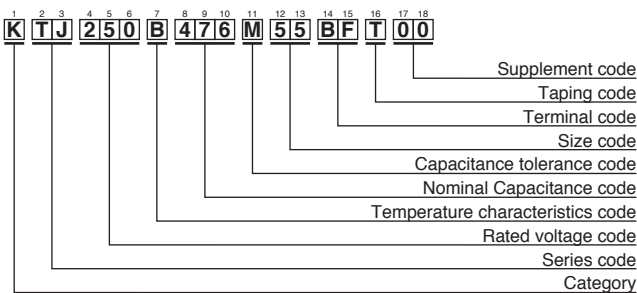 1 2 3 4 5 6 7 8 9 10 11 12 13 14 15 16 17 18
K T J 2 5 0 B 4 7 6 M 5 5 B F T 0 0
Supplement code
Taping code
Terminal code
Size code
Capacitance tolerance code
Nominal Capacitance code
Temperature characteristics code
Rated voltage code
Series code
Category